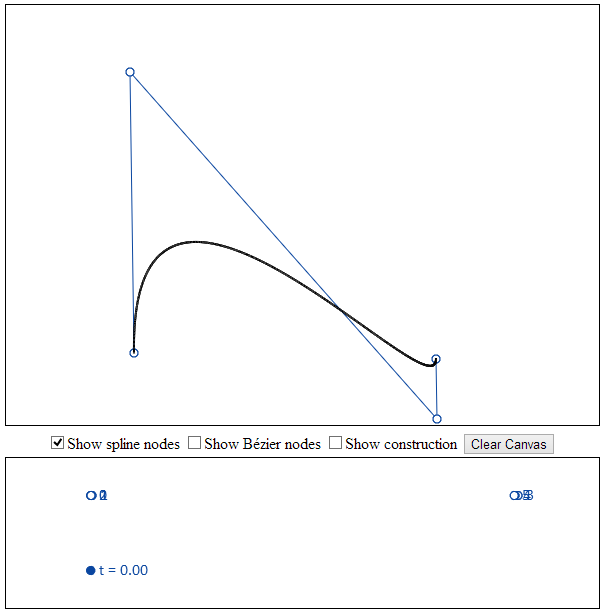 Show spline nodes Show Bézier nodes Show construction Clear Canvas
t = 0.00